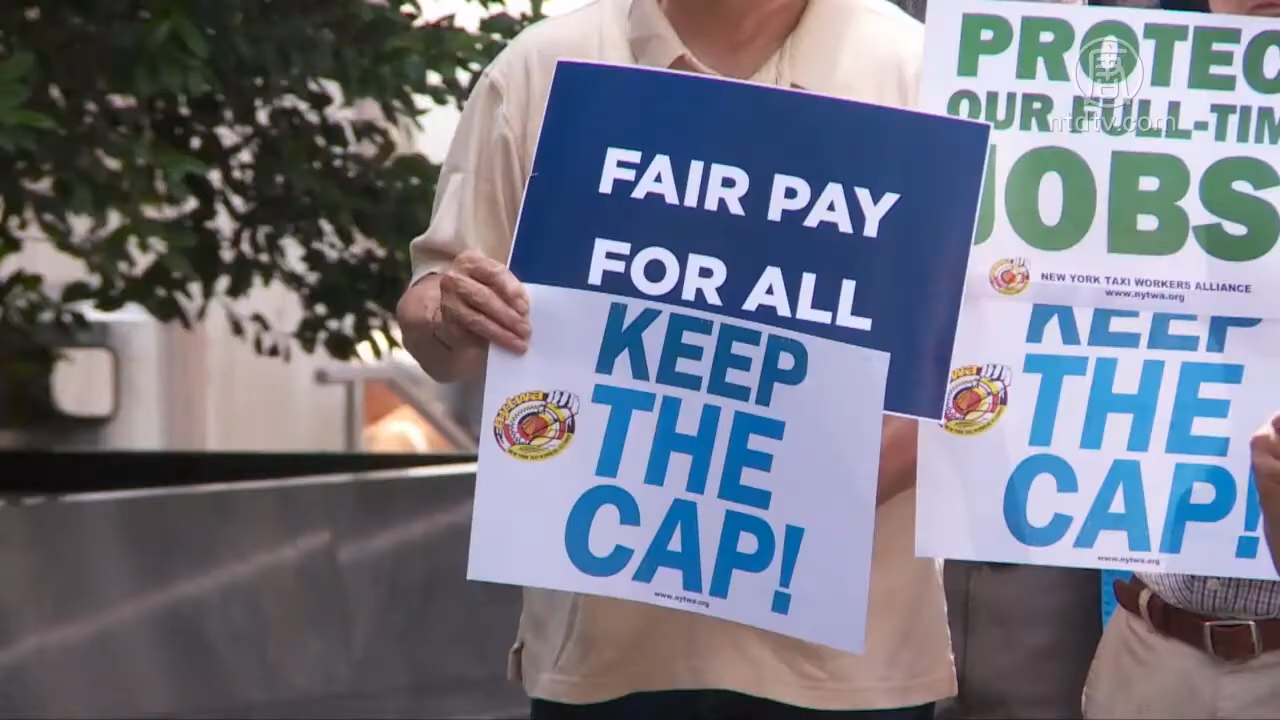 FAIR PAY
FOR ALL
KEEP
THE
CAP!
www.nytwa.org
nytwa
PROTEC
OUR FULL-TIM
JOBS
NEW YORK TAXI WORKERS ALLIANCE
www.nytwa.org
KEEP
THE
CAP!
www.nytwa.org
ntdtv.com